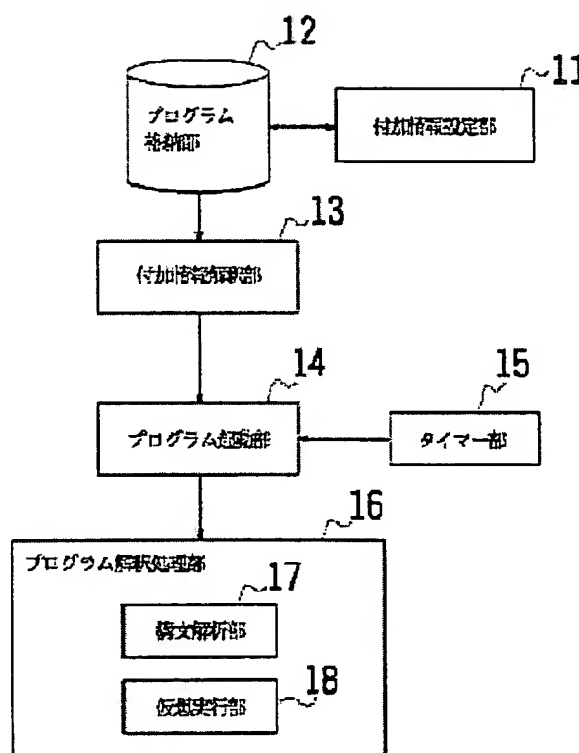 12
プログラム
格納部
11
付加情報設定部
13
付加情報解釈部
14
プログラム起動部
15
タイマー部
16
プログラム解釈処理部
17
構文解析部
仮想実行部
18